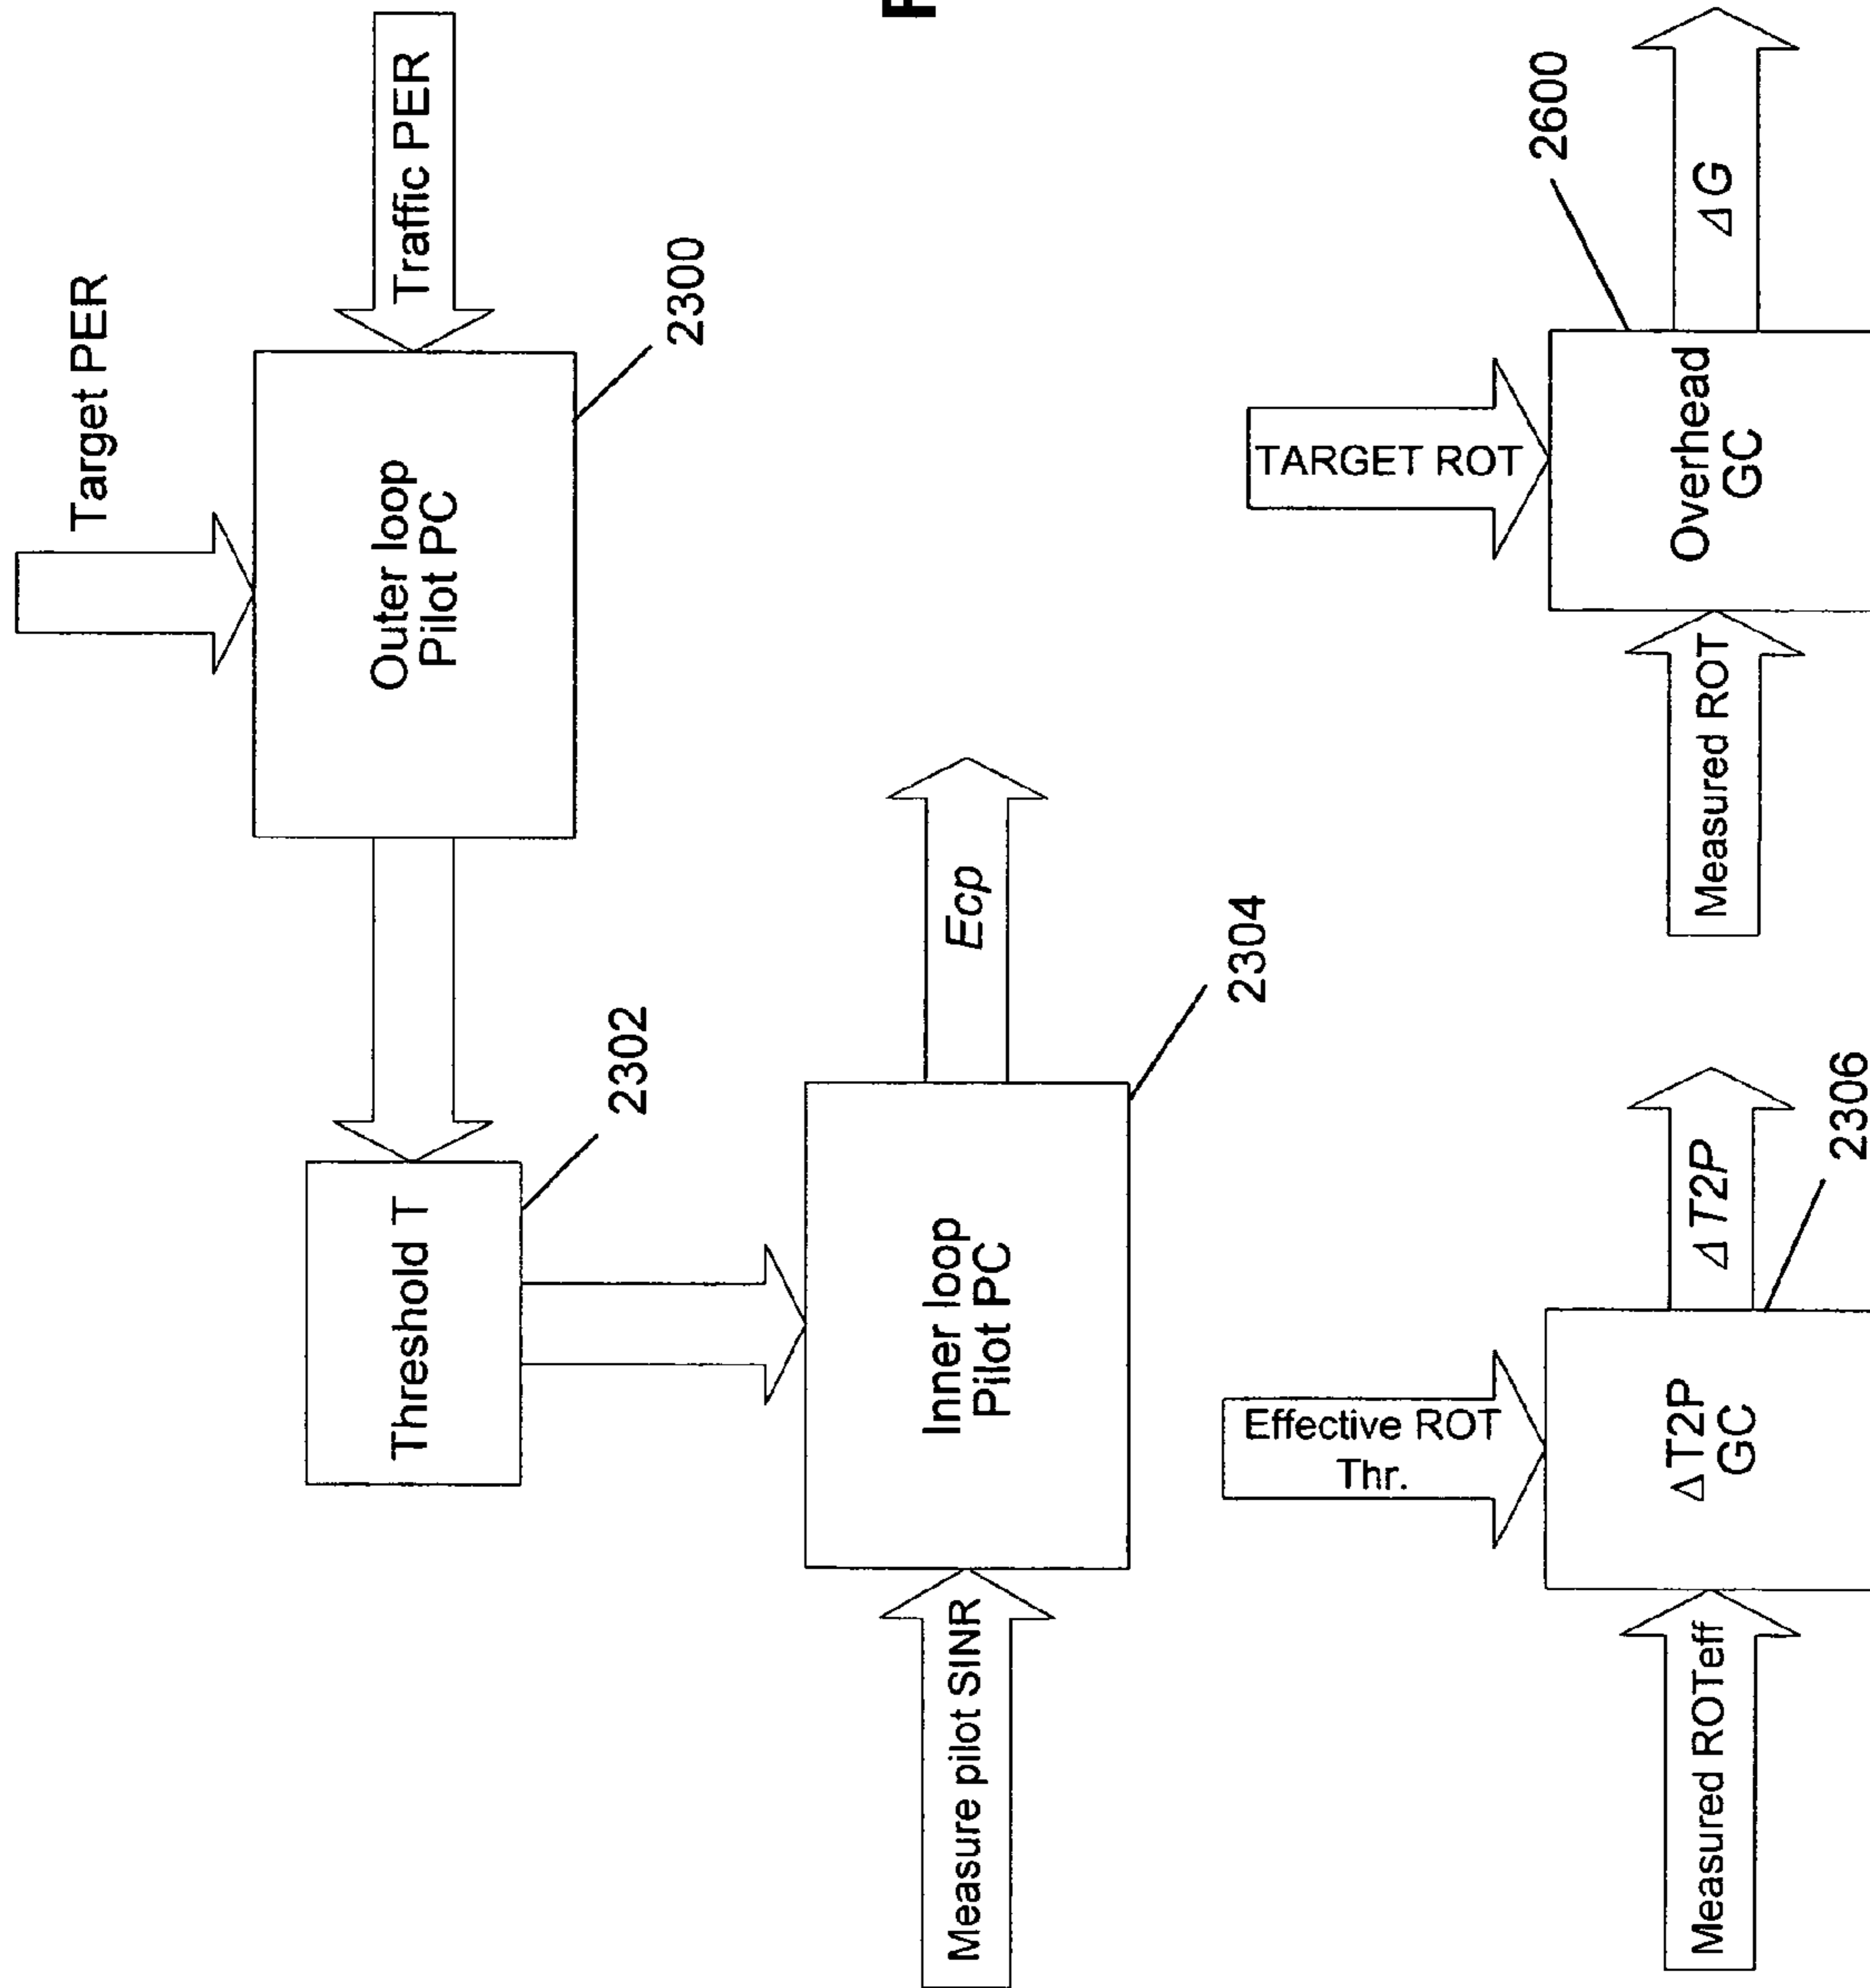 Target PER
Traffic PER
Outer loop
Pilot PC
2300
Threshold T
2302
Measure pilot SINR
Inner loop
Pilot PC
Ecp
2304
Effective ROT
Thr.
Measured ROTeff
ΔT2P
GC
Δ T2P
2306
TARGET ROT
Measured ROT
Overhead
GC
ΔG
2600